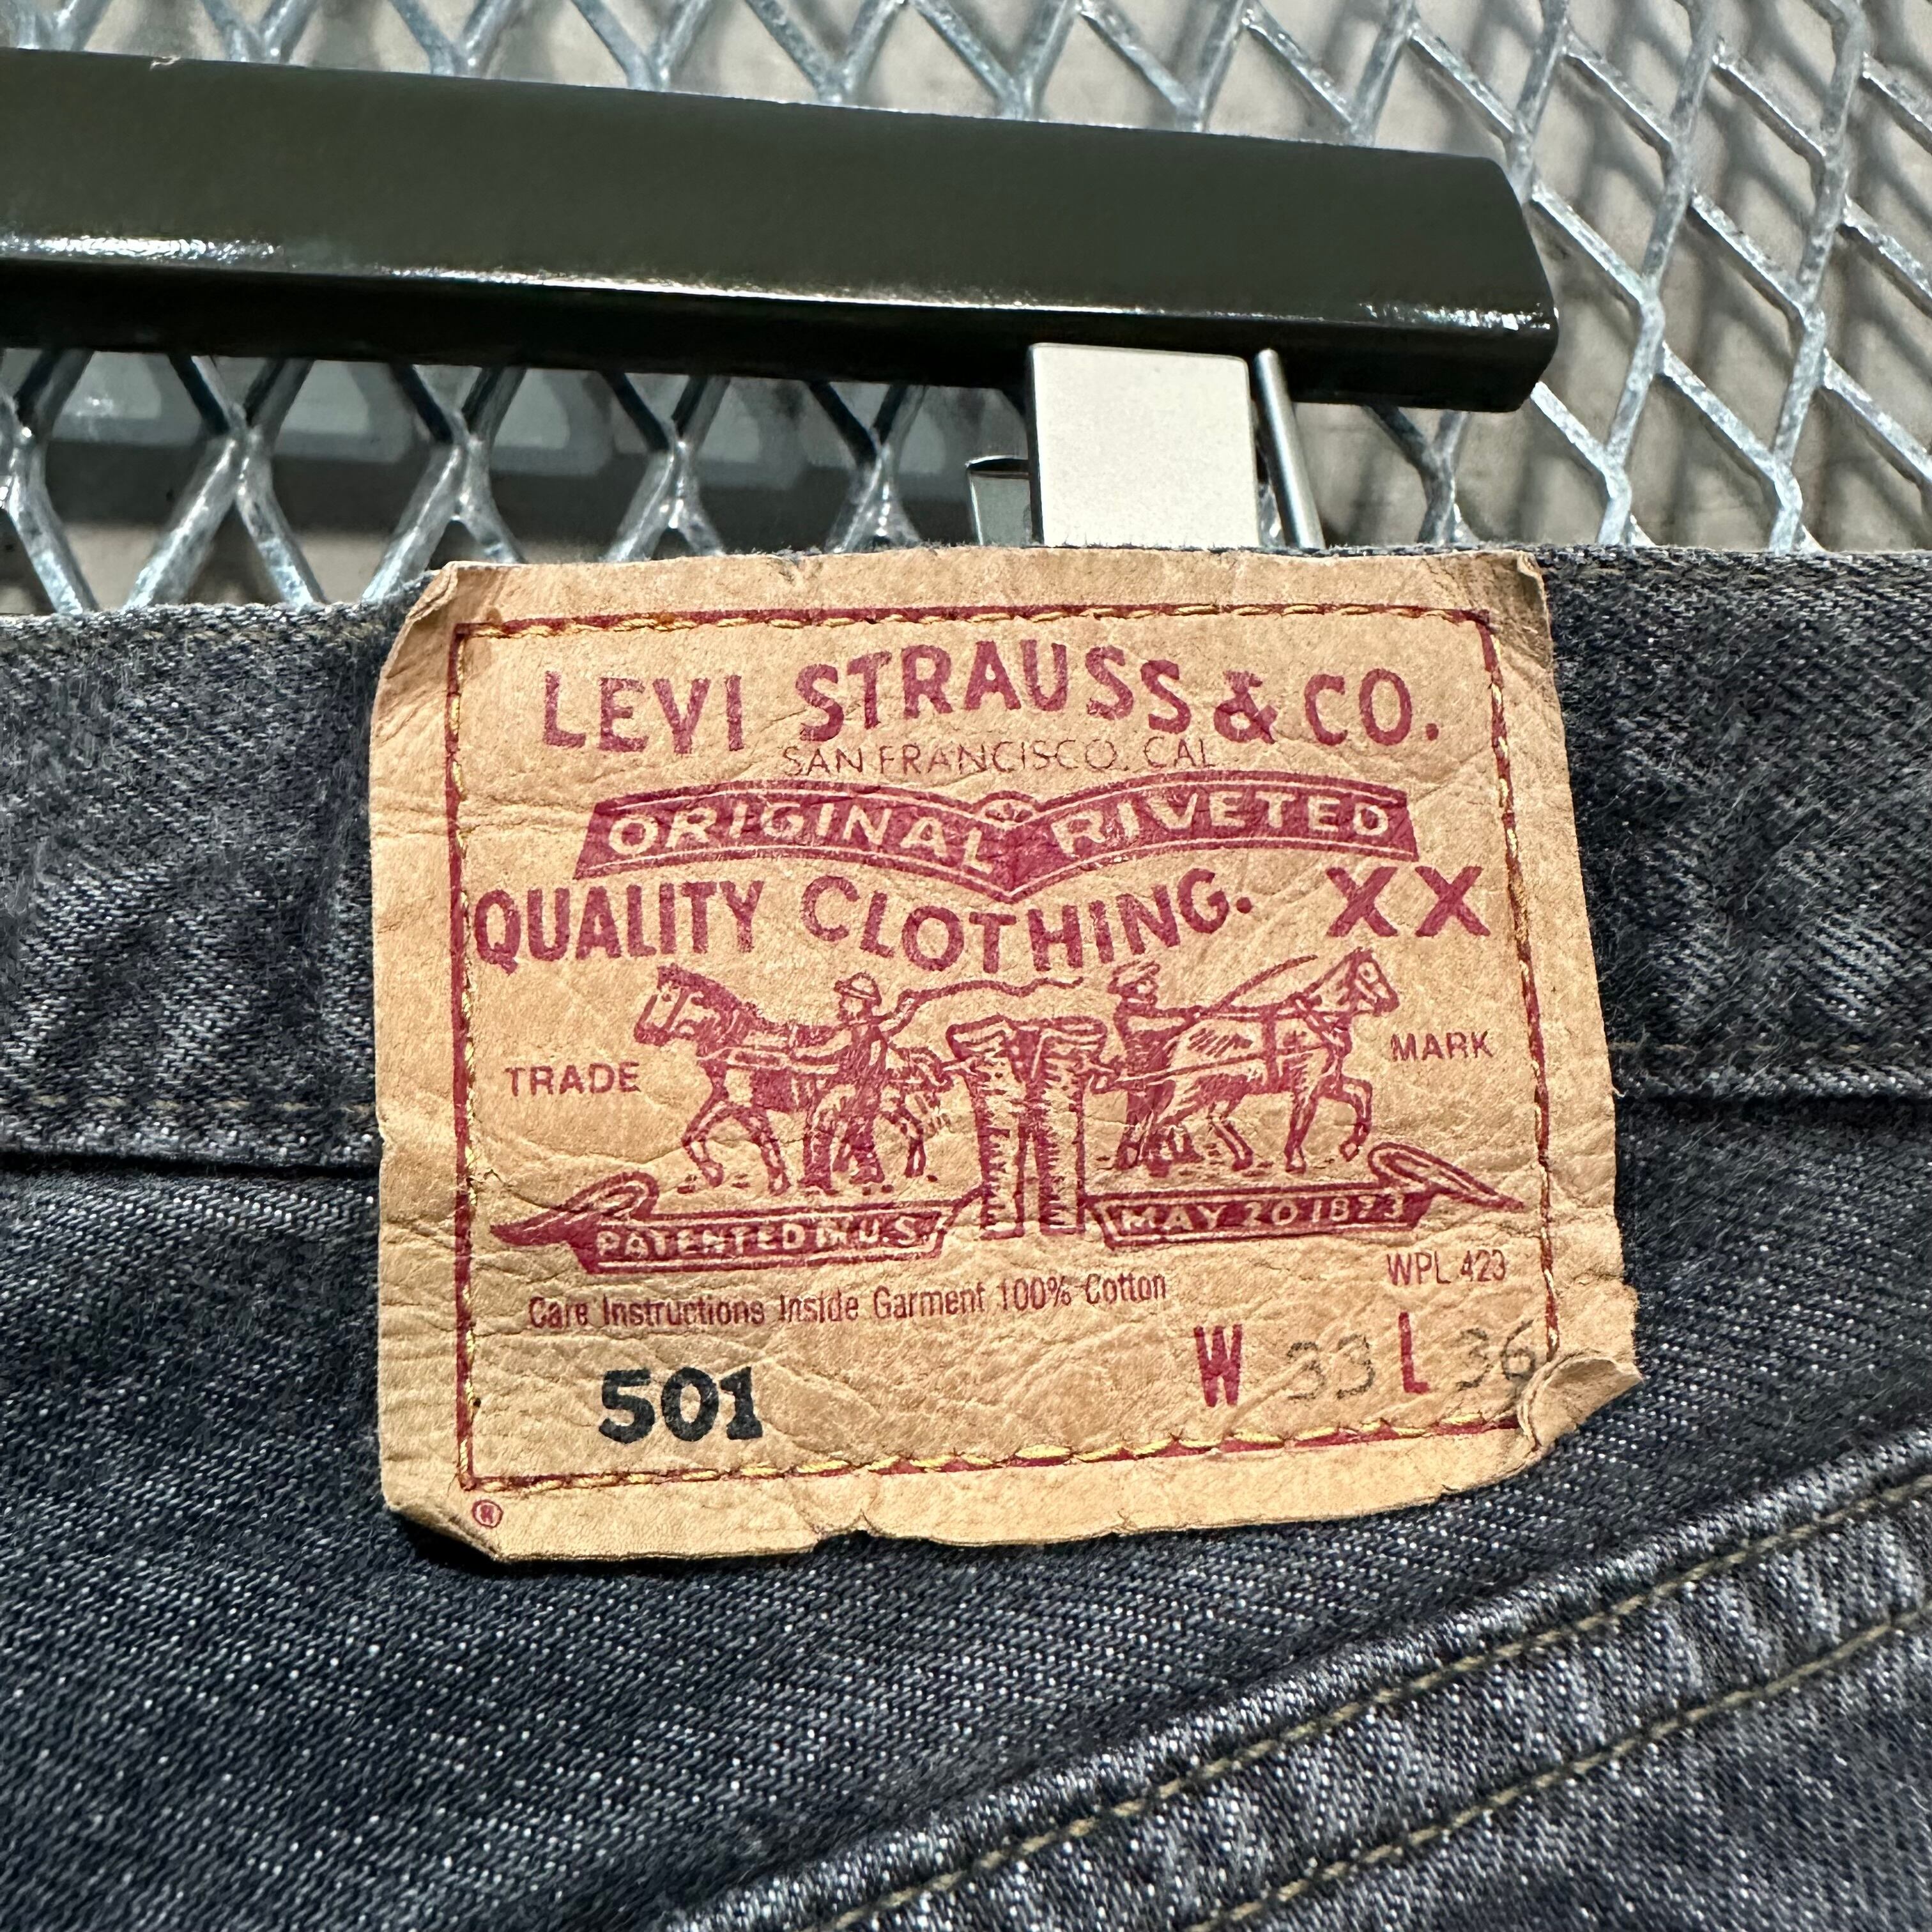 LEVI STRAUSS & CO.
SAN FRANCISCO, CAL
ORIGINAL RIVETED
QUALITY CLOTHING. XX
TRADE MARK
PATENTED IN U.S. MAY 20 1873
WPL 423
Care Instructions Inside Garment 100% Cotton
501 W 33 L 36
®